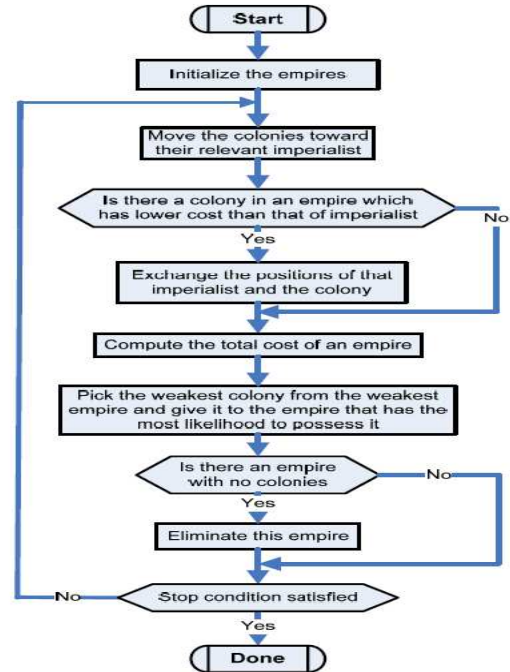 Start
Initialize the empires
Move the colonies toward
their relevant imperialist
Is there a colony in an empire which
has lower cost than that of imperialist
No
Yes
Exchange the positions of that
imperialist and the colony
Compute the total cost of an empire
Pick the weakest colony from the weakest
empire and give it to the empire that has the
most likelihood to possess it
Is there an empire
with no colonies
No
Yes
Eliminate this empire
Stop condition satisfied
No
Yes
Done